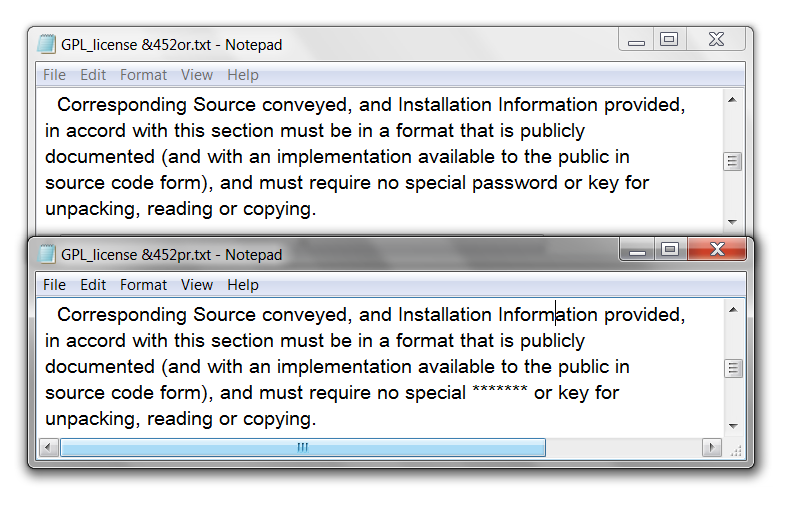 GPL_license &452or.txt - Notepad
File Edit Format View Help
Corresponding Source conveyed, and Installation Information provided,
in accord with this section must be in a format that is publicly
documented (and with an implementation available to the public in
source code form), and must require no special password or key for
unpacking, reading or copying.
GPL_license &452pr.txt - Notepad
File Edit Format View Help
Corresponding Source conveyed, and Installation Information provided,
in accord with this section must be in a format that is publicly
documented (and with an implementation available to the public in
source code form), and must require no special ******* or key for
unpacking, reading or copying.